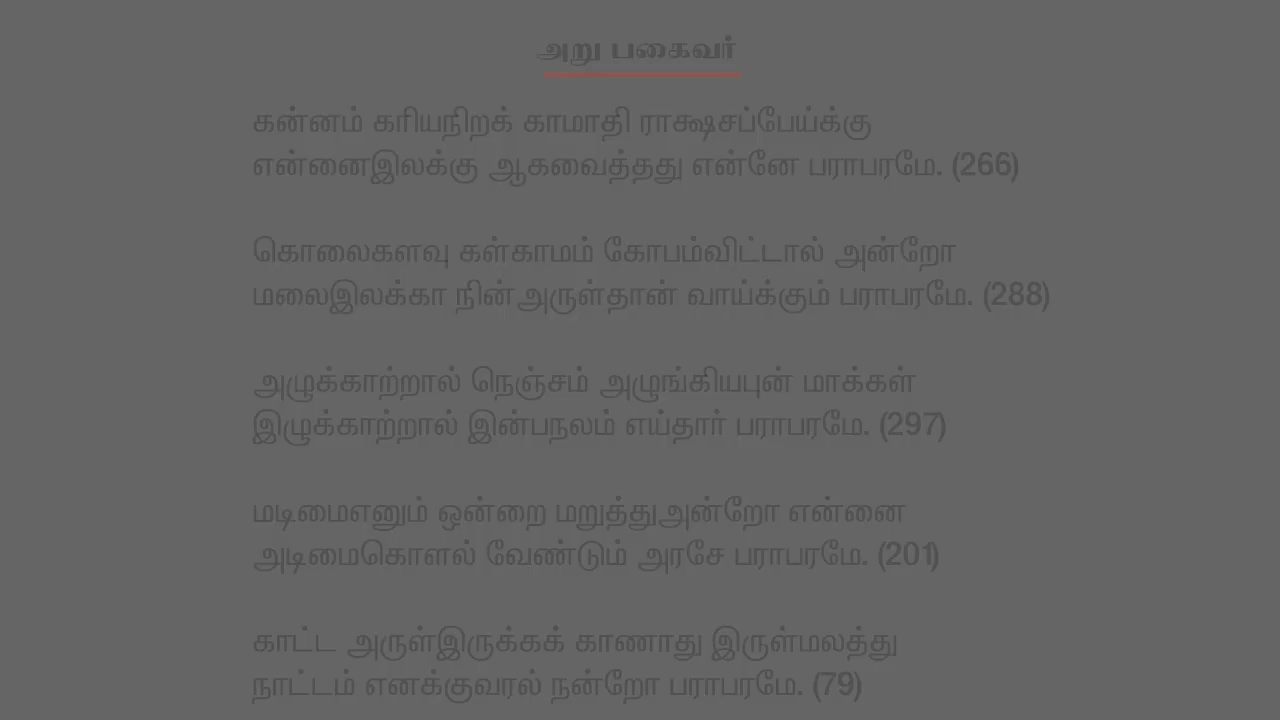 அறு பகைவர்
கன்னம் கரியநிறக் காமாதி ராக்ஷசப்பேய்க்கு
என்னைஇலக்கு ஆகவைத்தது என்னே பராபரமே. (266)
கொலைகளவு கள்காமம் கோபம்விட்டால் அன்றோ
மலைஇலக்கா நின்அருள்தான் வாய்க்கும் பராபரமே. (288)
அழுக்காற்றால் நெஞ்சம் அழுங்கியபுன் மாக்கள்
இழுக்காற்றால் இன்பநலம் எய்தார் பராபரமே. (297)
மடிமைஎனும் ஒன்றை மறுத்துஅன்றோ என்னை
அடிமைகொளல் வேண்டும் அரசே பராபரமே. (201)
காட்ட அருள்இருக்கக் காணாது இருள்மலத்து
நாட்டம் எனக்குவரல் நன்றோ பராபரமே. (79)